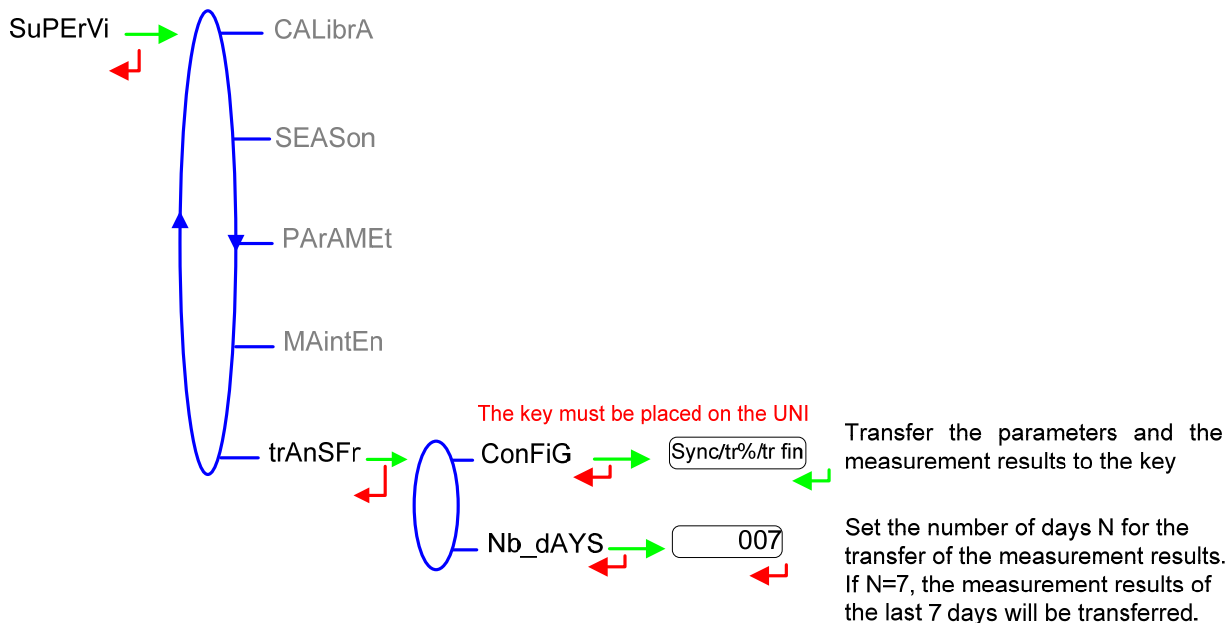 SuPErVi
CALibrA
SEASon
PArAMEt
MAintEn
trAnSFr
The key must be placed on the UNI
ConFiG
Sync/tr%/tr fin
Transfer the parameters and the
measurement results to the key
Nb_dAYS
007
Set the number of days N for the
transfer of the measurement results.
If N=7, the measurement results of
the last 7 days will be transferred.